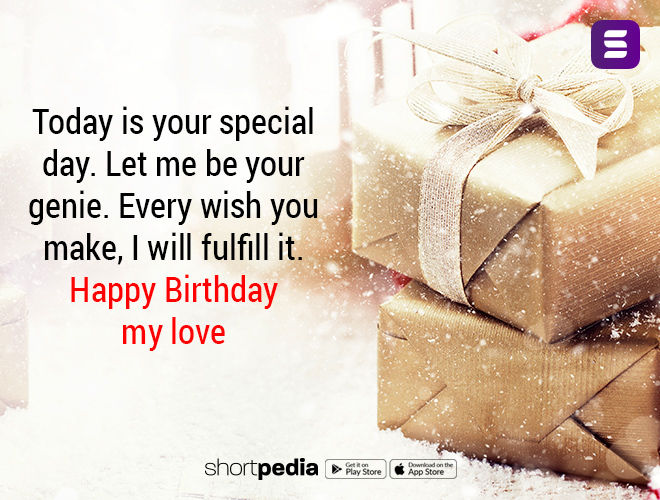 Today is your special
day. Let me be your
genie. Every wish you
make, I will fulfill it.
Happy Birthday
my love
shortpedia
Get it on
Play Store
Download on the
App Store